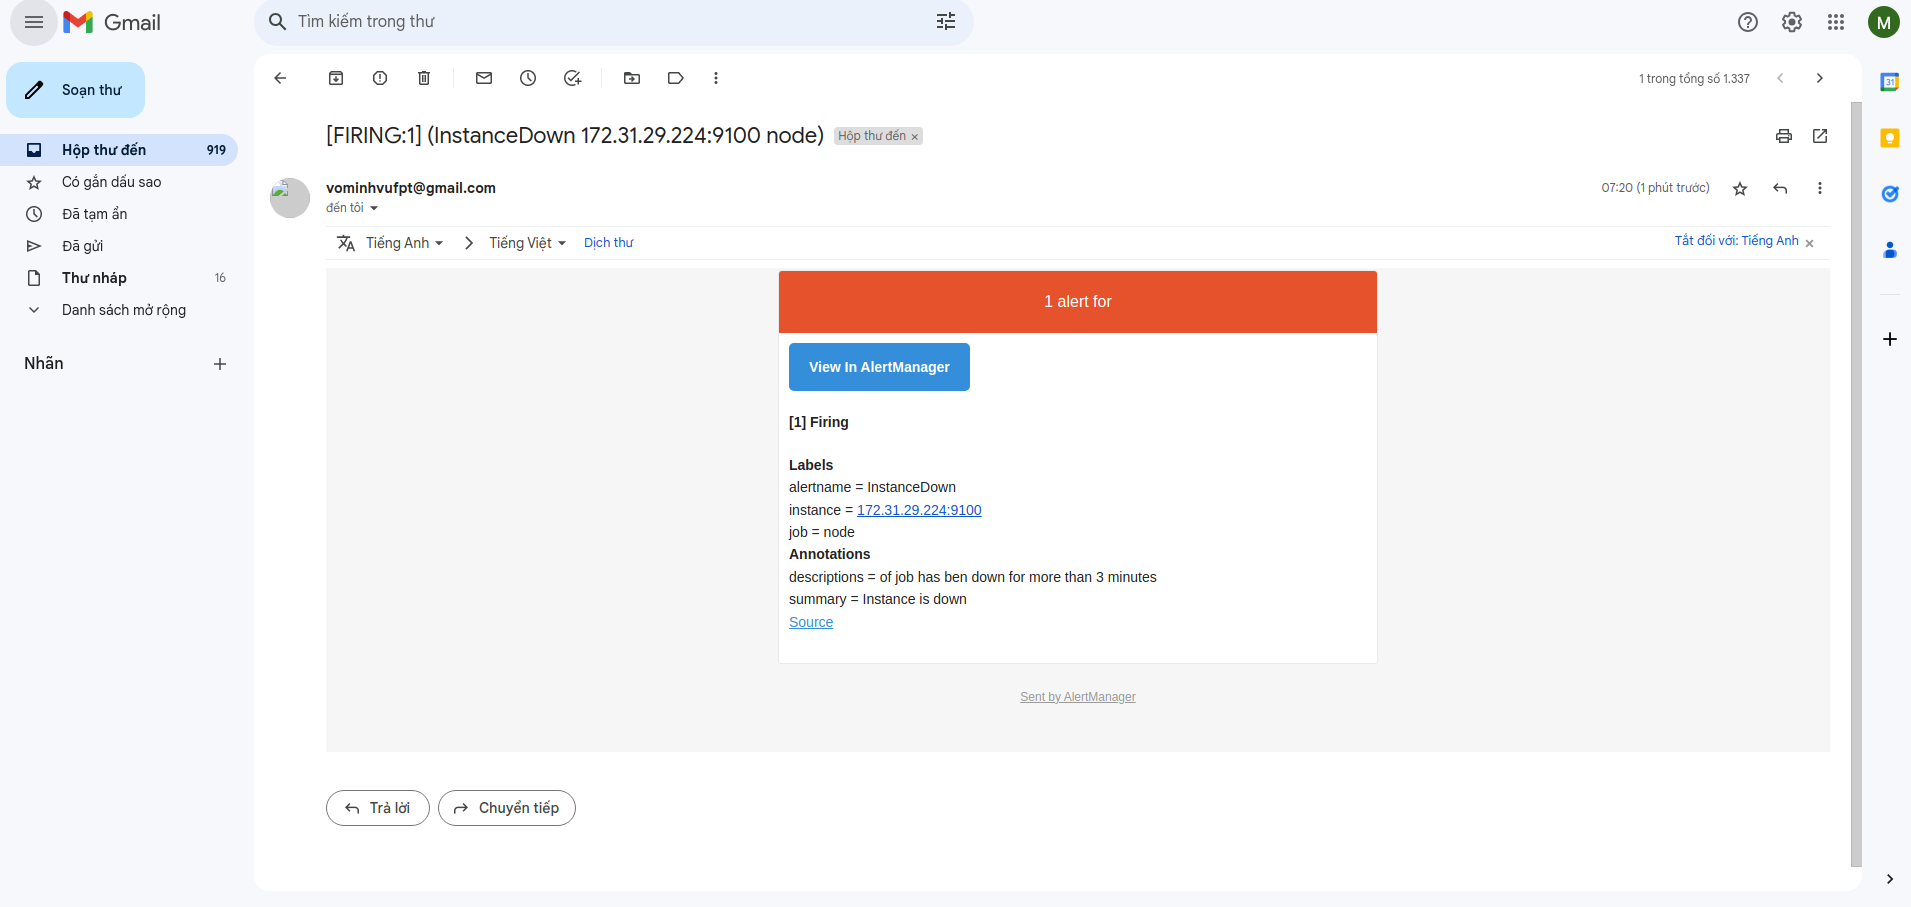 Gmail
Tìm kiếm trong thư
M
Soạn thư
1 trong tổng số 1.337
31
Hộp thư đến 919
Có gắn dấu sao
Đã tạm ẩn
Đã gửi
Thư nháp 16
Danh sách mở rộng
Nhãn
[FIRING:1] (InstanceDown 172.31.29.224:9100 node) Hộp thư đến ×
vominhvufpt@gmail.com
07:20 (1 phút trước)
đến tôi
Tiếng Anh
Tiếng Việt
Dịch thư
Tắt đối với: Tiếng Anh ×
1 alert for
View In AlertManager
[1] Firing
Labels
alertname = InstanceDown
instance = 172.31.29.224:9100
job = node
Annotations
descriptions = of job has ben down for more than 3 minutes
summary = Instance is down
Source
Sent by AlertManager
Trả lời
Chuyển tiếp